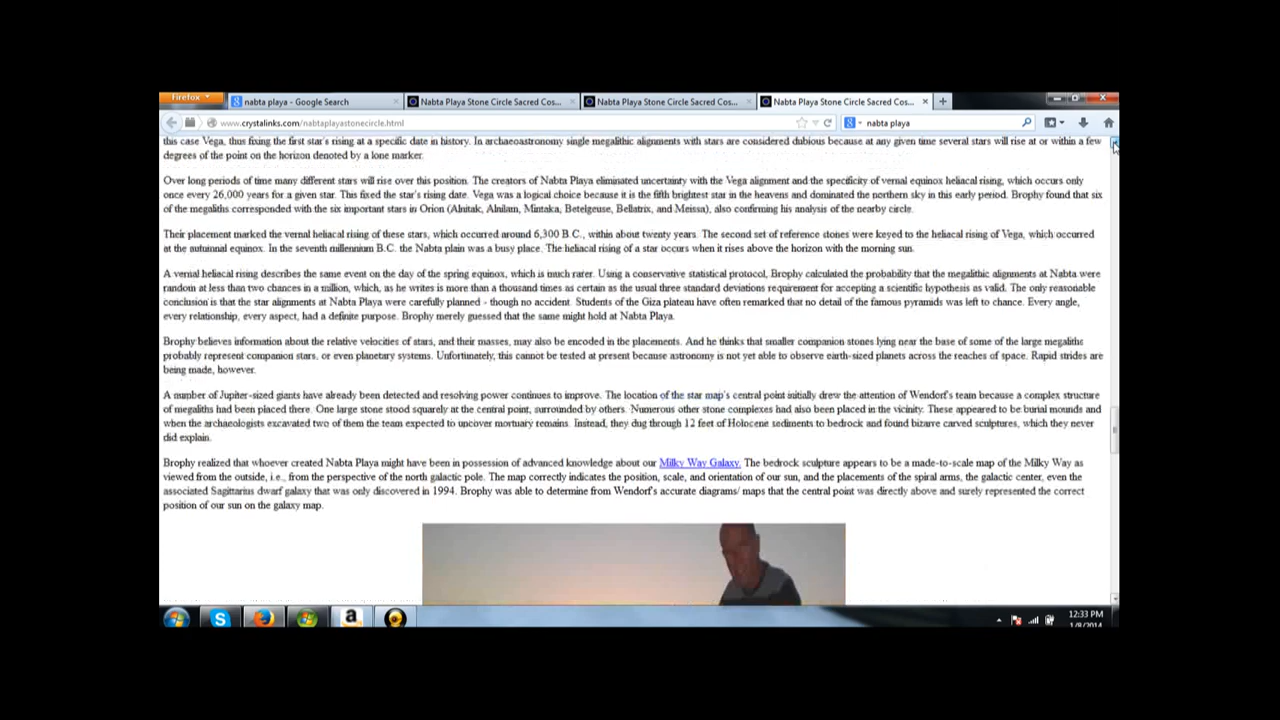 Firefox
nabta playa - Google Search
Nabta Playa Stone Circle Sacred Cos...
Nabta Playa Stone Circle Sacred Cos...
Nabta Playa Stone Circle Sacred Cos...
www.crystalinks.com/nabtaplayastonecircle.html
nabta playa
this case Vega, thus fixing the first star's rising at a specific date in history. In archaeoastronomy single megalithic alignments with stars are considered dubious because at any given time several stars will rise at or within a few
degrees of the point on the horizon denoted by a lone marker.
Over long periods of time many different stars will rise over this position. The creators of Nabta Playa eliminated uncertainty with the Vega alignment and the specificity of vernal equinox heliacal rising, which occurs only
once every 26,000 years for a given star. This fixed the star's rising date. Vega was a logical choice because it is the fifth brightest star in the heavens and dominated the northern sky in this early period. Brophy found that six
of the megaliths corresponded with the six important stars in Orion (Alnitak, Alnilam, Mintaka, Betelgeuse, Bellatrix, and Meissa), also confirming his analysis of the nearby circle.
Their placement marked the vernal heliacal rising of these stars, which occurred around 6,300 B.C., within about twenty years. The second set of reference stones were keyed to the heliacal rising of Vega, which occurred
at the autumnal equinox. In the seventh millennium B.C. the Nabta plain was a busy place. The heliacal rising of a star occurs when it rises above the horizon with the morning sun.
A vernal heliacal rising describes the same event on the day of the spring equinox, which is much rarer. Using a conservative statistical protocol, Brophy calculated the probability that the megalithic alignments at Nabta were
random at less than two chances in a million, which, as he writes is more than a thousand times as certain as the usual three standard deviations requirement for accepting a scientific hypothesis as valid. The only reasonable
conclusion is that the star alignments at Nabta Playa were carefully planned - though no accident. Students of the Giza plateau have often remarked that no detail of the famous pyramids was left to chance. Every angle,
every relationship, every aspect, had a definite purpose. Brophy merely guessed that the same might hold at Nabta Playa.
Brophy believes information about the relative velocities of stars, and their masses, may also be encoded in the placements. And he thinks that smaller companion stones lying near the base of some of the large megaliths
probably represent companion stars, or even planetary systems. Unfortunately, this cannot be tested at present because astronomy is not yet able to observe earth-sized planets across the reaches of space. Rapid strides are
being made, however.
A number of Jupiter-sized giants have already been detected and resolving power continues to improve. The location of the star map's central point initially drew the attention of Wendorf's team because a complex structure
of megaliths had been placed there. One large stone stood squarely at the central point, surrounded by others. Numerous other stone complexes had also been placed in the vicinity. These appeared to be burial mounds and
when the archaeologists excavated two of them the team expected to uncover mortuary remains. Instead, they dug through 12 feet of Holocene sediments to bedrock and found bizarre carved sculptures, which they never
did explain.
Brophy realized that whoever created Nabta Playa might have been in possession of advanced knowledge about our Milky Way Galaxy. The bedrock sculpture appears to be a made-to-scale map of the Milky Way as
viewed from the outside, i.e., from the perspective of the north galactic pole. The map correctly indicates the position, scale, and orientation of our sun, and the placements of the spiral arms, the galactic center, even the
associated Sagittarius dwarf galaxy that was only discovered in 1994. Brophy was able to determine from Wendorf's accurate diagrams/ maps that the central point was directly above and surely represented the correct
position of our sun on the galaxy map.
12:33 PM
1/8/2014